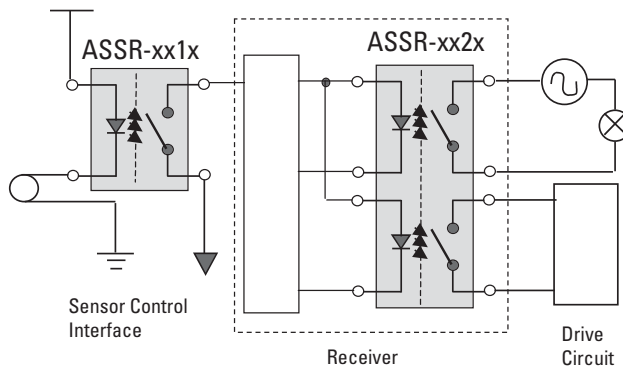 ASSR-xx1x
ASSR-xx2x
Sensor Control
Interface
Receiver
Drive
Circuit